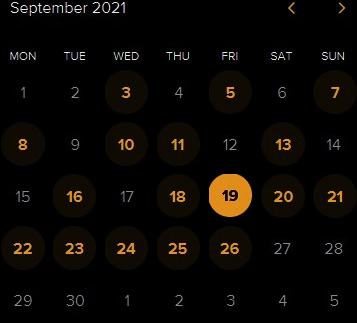 September 2021 < >
MON TUE WED THU FRI SAT SUN
1 2 3 4 5 6 7
8 9 10 11 12 13 14
15 16 17 18 19 20 21
22 23 24 25 26 27 28
29 30 1 2 3 4 5